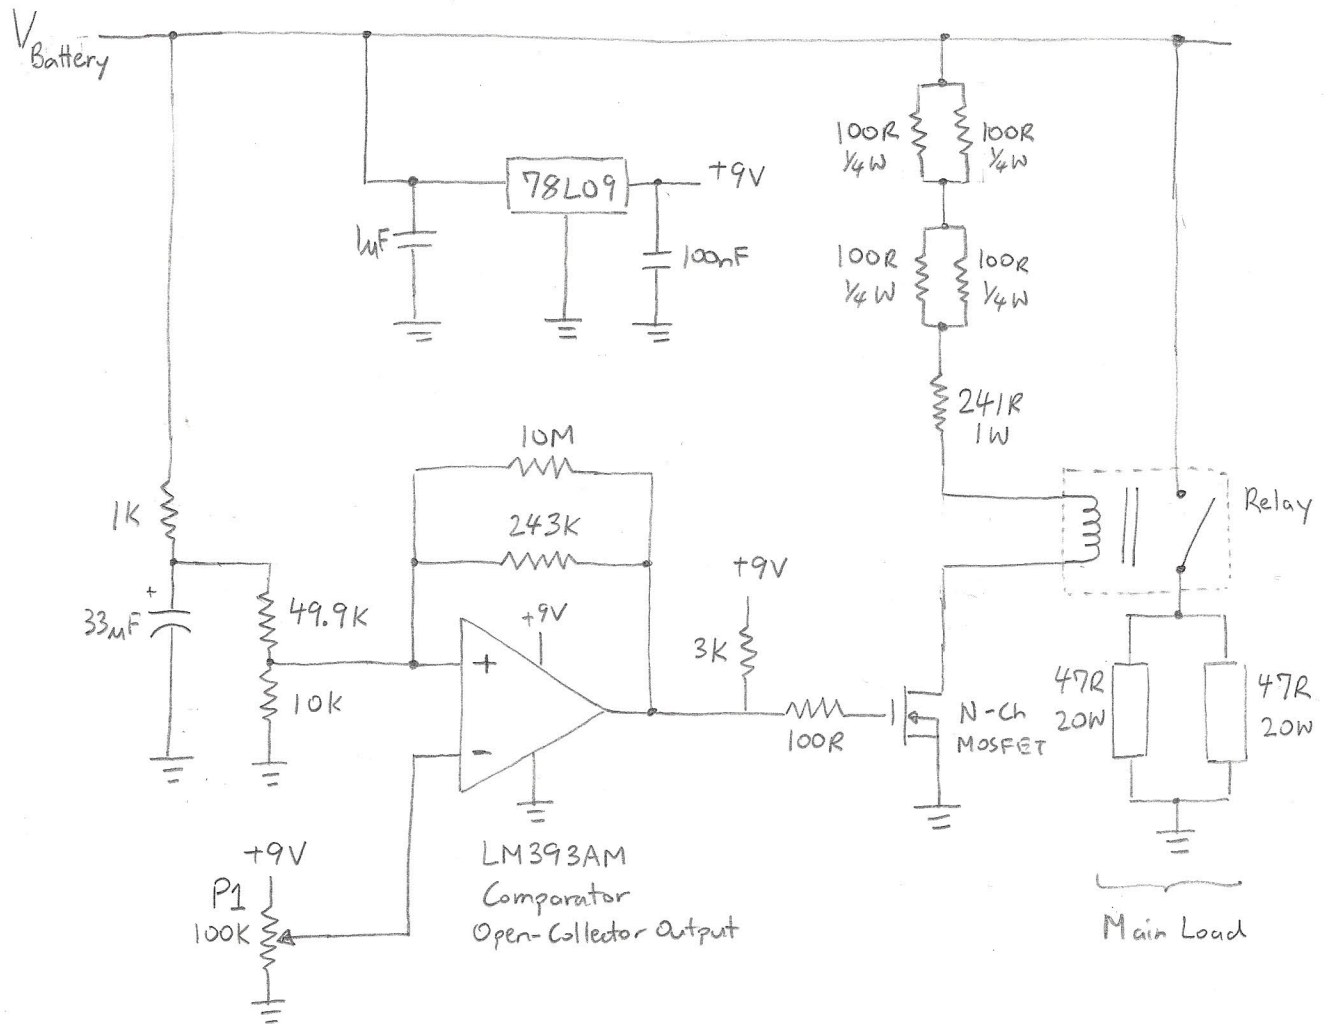 V
Battery
100R
1/4W
100R
1/4W
78L09
+9V
1µF
100nF
100R
1/4W
100R
1/4W
241R
1W
10M
1K
243K
Relay
+
33µF
49.9K
+9V
+9V
3K
+
10K
-
100R
N-Ch
MOSFET
47R
20W
47R
20W
+9V
P1
100K
LM393AM
Comparator
Open-Collector Output
Main Load